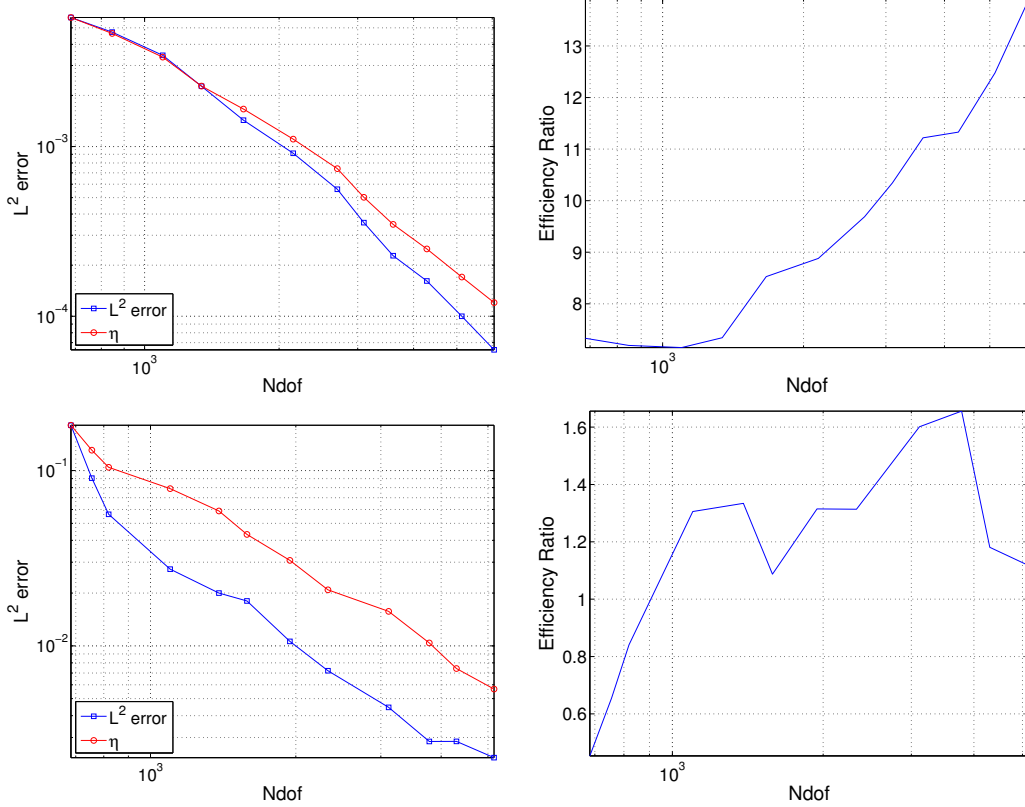 L² error
10⁻³
10⁻⁴
L² error
η
10³
Ndof
Efficiency Ratio
13
12
11
10
9
8
10³
Ndof
L² error
10⁻¹
10⁻²
L² error
η
10³
Ndof
Efficiency Ratio
1.6
1.4
1.2
1
0.8
0.6
10³
Ndof